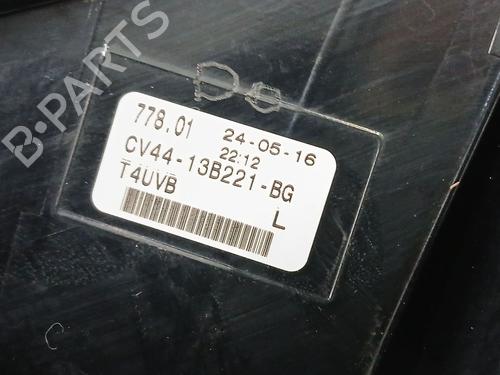 B-PARTS
778.01 24-05-16
22:12
CV44-13B221-BG
T4UVB
L